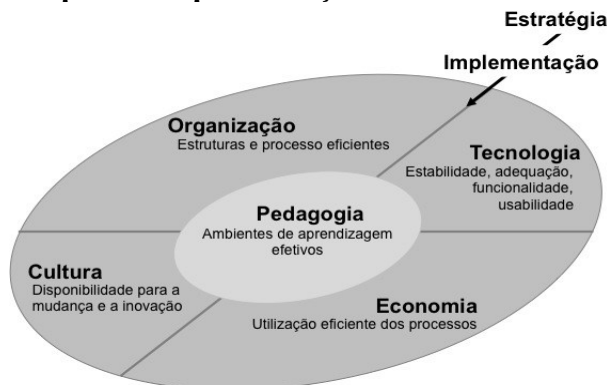 Estratégia
Implementação
Organização
Estruturas e processo eficientes
Tecnologia
Estabilidade, adequação,
funcionalidade,
usabilidade
Pedagogia
Ambientes de aprendizagem
efetivos
Cultura
Disponibilidade para a
mudança e a inovação
Economia
Utilização eficiente dos processos